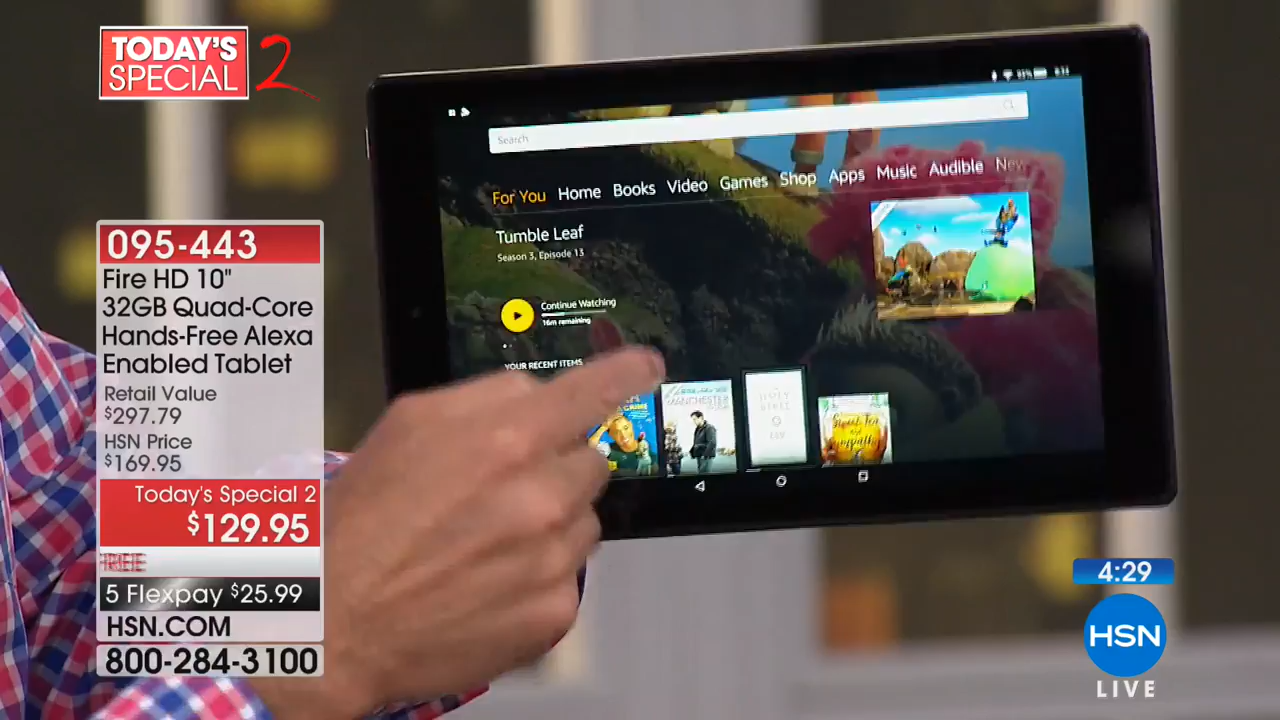 TODAY'S
SPECIAL 2
095-443
Fire HD 10"
32GB Quad-Core
Hands-Free Alexa
Enabled Tablet
Retail Value
$297.79
HSN Price
$169.95
Today's Special 2
$129.95
FREE
5 Flexpay $25.99
HSN.COM
800-284-3100
Search
For You Home Books Video Games Shop Apps Music Audible
Tumble Leaf
Season 3, Episode 13
Continue Watching
16m remaining
YOUR RECENT ITEMS
MANCHESTER
HOLY
BIBLE
4:29
HSN
LIVE